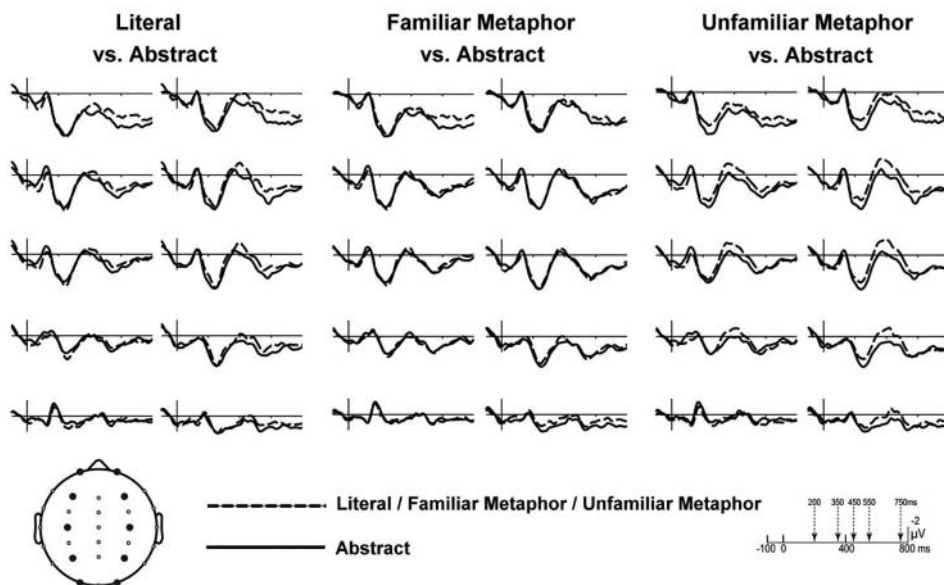 Literal
vs. Abstract
Familiar Metaphor
vs. Abstract
Unfamiliar Metaphor
vs. Abstract
Literal / Familiar Metaphor / Unfamiliar Metaphor
Abstract
200 350 450 550 750ms
-2
μV
-100 0 400 800 ms